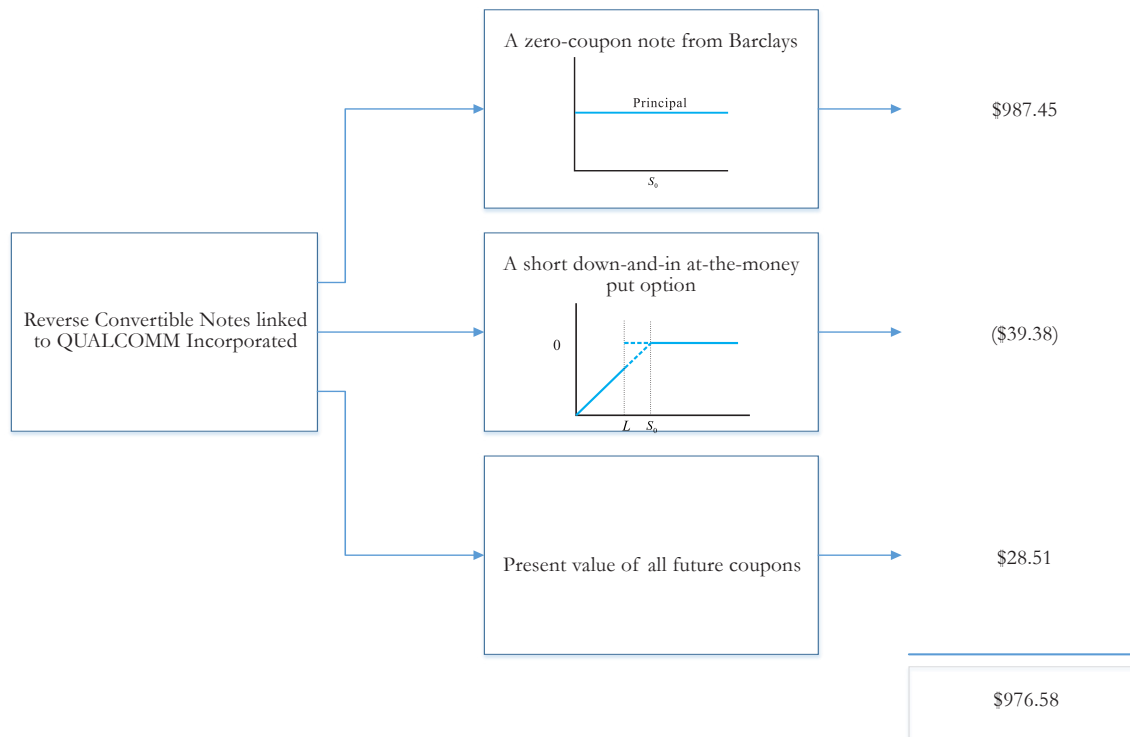 A zero-coupon note from Barclays
Principal
S₀
$987.45
Reverse Convertible Notes linked
to QUALCOMM Incorporated
A short down-and-in at-the-money
put option
0
L S₀
($39.38)
Present value of all future coupons
$28.51
$976.58